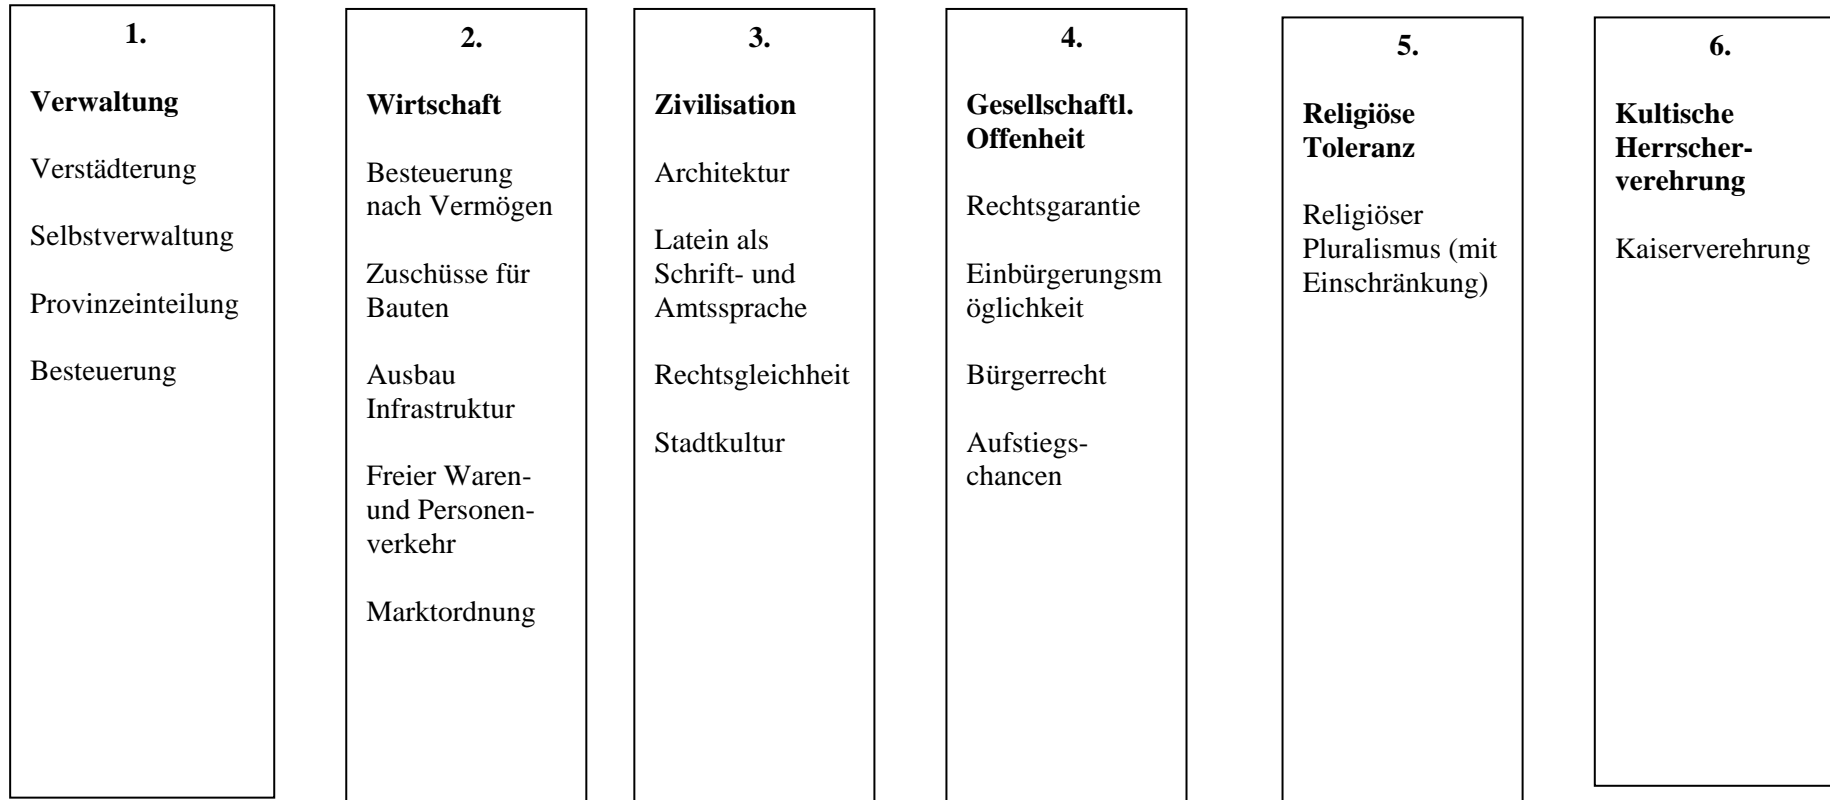 1.
Verwaltung
Verstädterung
Selbstverwaltung
Provinzeinteilung
Besteuerung
2.
Wirtschaft
Besteuerung
nach Vermögen
Zuschüsse für
Bauten
Ausbau
Infrastruktur
Freier Waren-
und Personen-
verkehr
Marktordnung
3.
Zivilisation
Architektur
Latein als
Schrift- und
Amtssprache
Rechtsgleichheit
Stadtkultur
4.
Gesellschaftl.
Offenheit
Rechtsgarantie
Einbürgerungsm
öglichkeit
Bürgerrecht
Aufstiegs-
chancen
5.
Religiöse
Toleranz
Religiöser
Pluralismus (mit
Einschränkung)
6.
Kultische
Herrscher-
verehrung
Kaiserverehrung